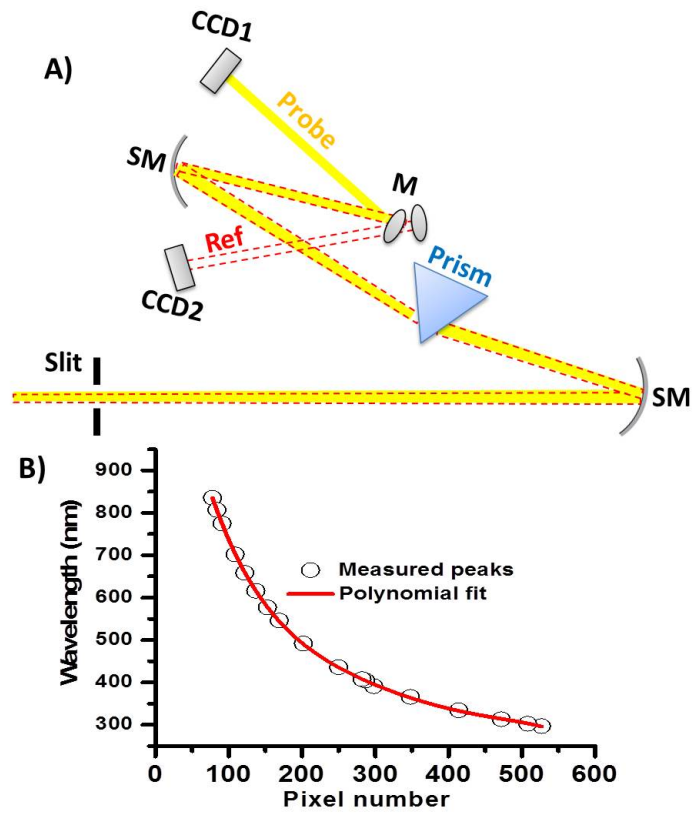 CCD1
A)
Probe
SM
M
Ref
Prism
CCD2
Slit
SM
B)
900
800
700
600
500
400
300
Wavelength (nm)
Measured peaks
Polynomial fit
0 100 200 300 400 500 600
Pixel number